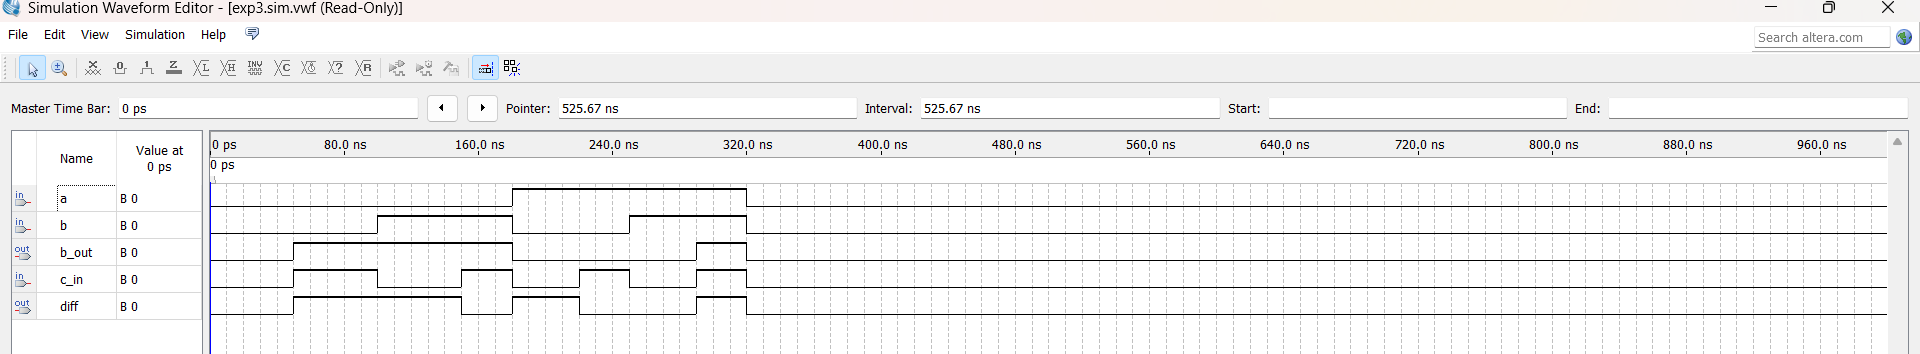 Simulation Waveform Editor - [exp3.sim.vwf (Read-Only)]
File Edit View Simulation Help
Search altera.com
Master Time Bar: 0 ps Pointer: 525.67 ns Interval: 525.67 ns Start: End:
Name Value at 0 ps
0 ps 80.0 ns 160.0 ns 240.0 ns 320.0 ns 400.0 ns 480.0 ns 560.0 ns 640.0 ns 720.0 ns 800.0 ns 880.0 ns 960.0 ns
0 ps
in a B 0
in b B 0
out b_out B 0
in c_in B 0
out diff B 0